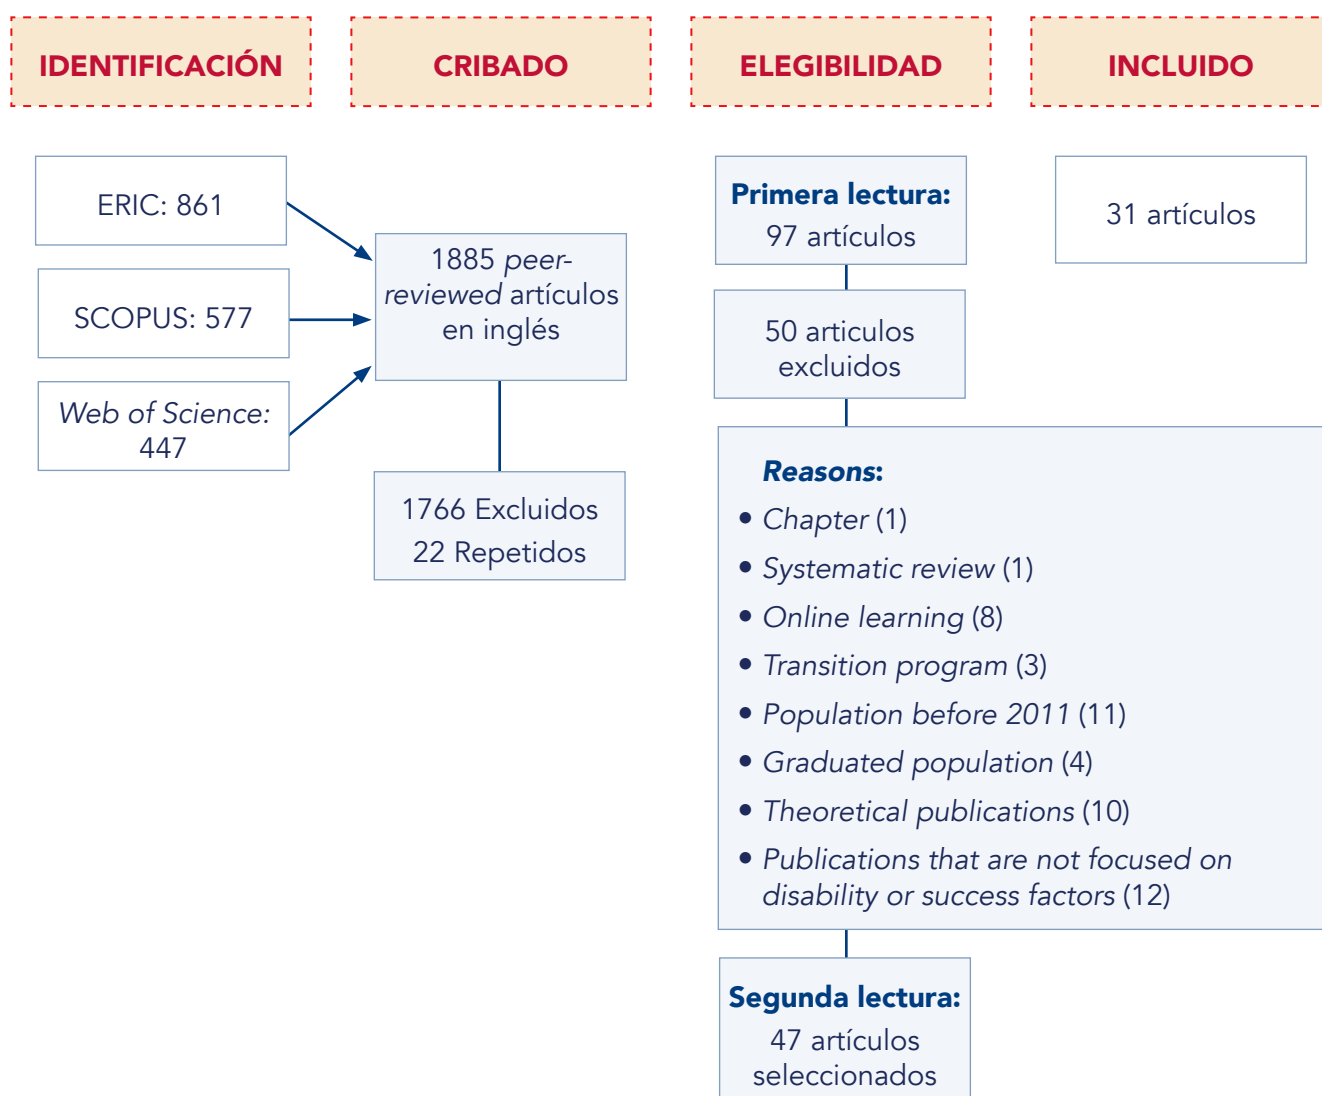 IDENTIFICACIÓN
CRIBADO
ELEGIBILIDAD
INCLUIDO
ERIC: 861
SCOPUS: 577
Web of Science:
447
1885 peer-
reviewed artículos
en inglés
1766 Excluidos
22 Repetidos
Primera lectura:
97 artículos
50 articulos
excluidos
Reasons:
• Chapter (1)
• Systematic review (1)
• Online learning (8)
• Transition program (3)
• Population before 2011 (11)
• Graduated population (4)
• Theoretical publications (10)
• Publications that are not focused on
disability or success factors (12)
Segunda lectura:
47 artículos
seleccionados
31 artículos